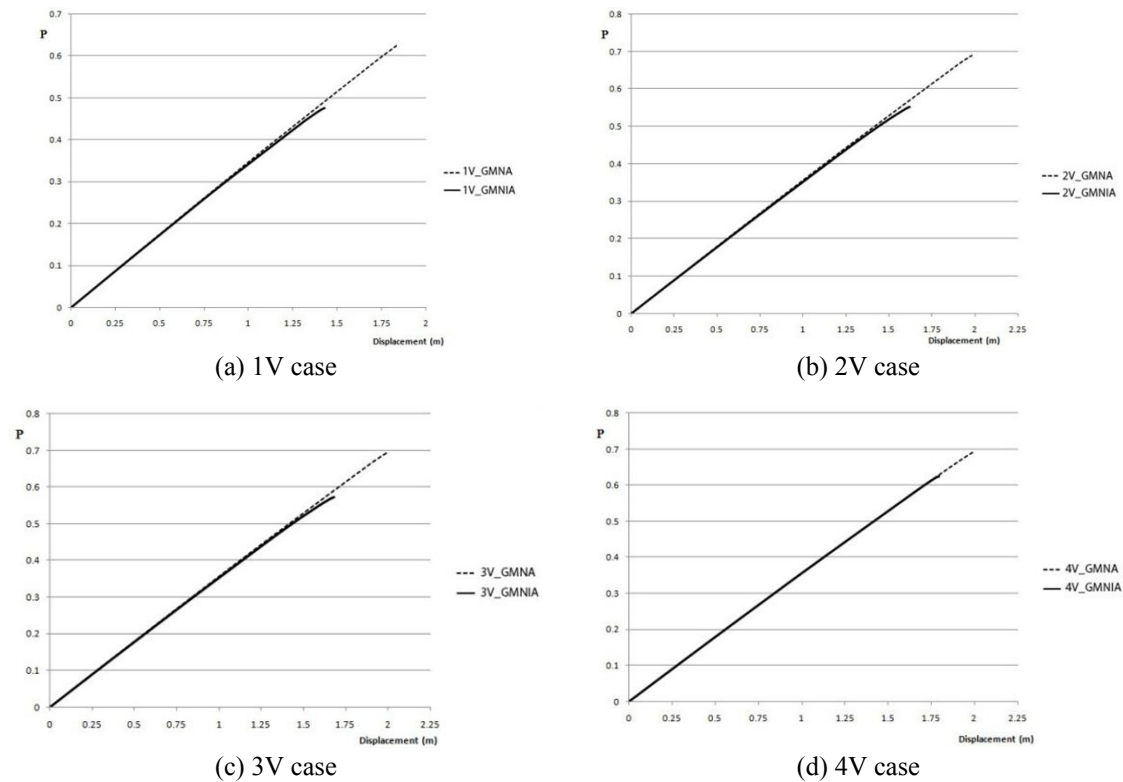 0.7
P
0.6
0.5
0.4
0.3
0.2
0.1
0
0 0.25 0.5 0.75 1 1.25 1.5 1.75 2
Displacement (m)
1V_GMNA
1V_GMNIA
(a) 1V case
0.8
P
0.7
0.6
0.5
0.4
0.3
0.2
0.1
0
0 0.25 0.5 0.75 1 1.25 1.5 1.75 2 2.25
Displacement (m)
2V_GMNA
2V_GMNIA
(b) 2V case
0.8
P
0.7
0.6
0.5
0.4
0.3
0.2
0.1
0
0 0.25 0.5 0.75 1 1.25 1.5 1.75 2 2.25
Displacement (m)
3V_GMNA
3V_GMNIA
(c) 3V case
0.8
P
0.7
0.6
0.5
0.4
0.3
0.2
0.1
0
0 0.25 0.5 0.75 1 1.25 1.5 1.75 2 2.25
Displacement (m)
4V_GMNA
4V_GMNIA
(d) 4V case